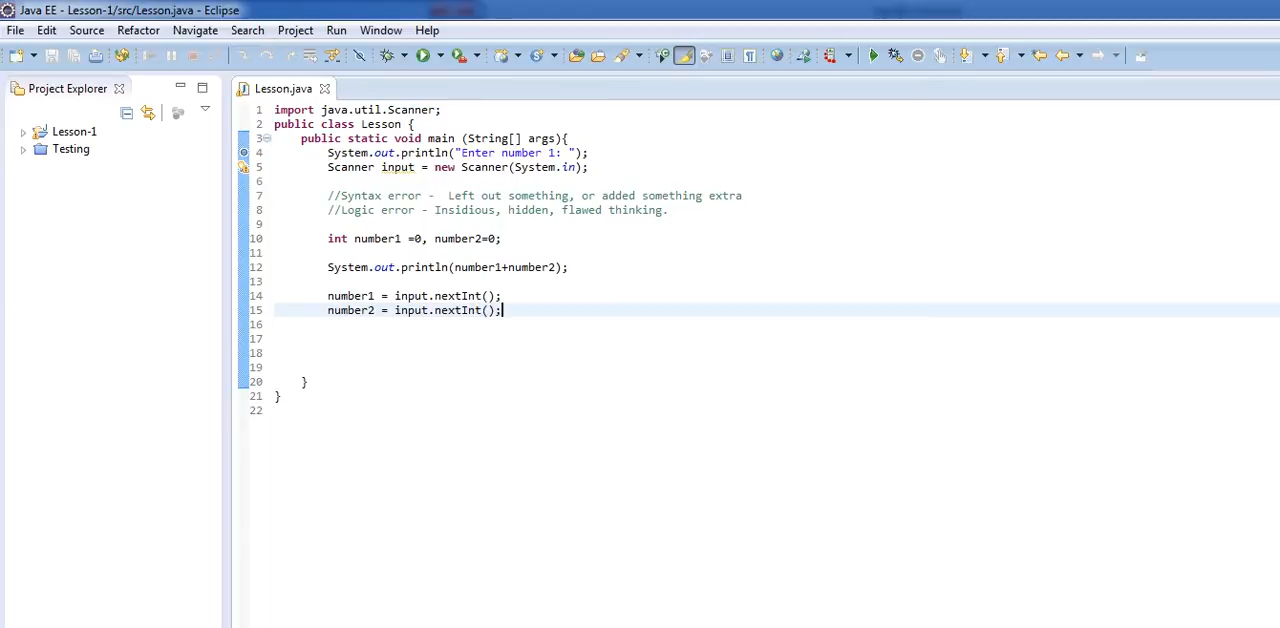 Java EE - Lesson-1/src/Lesson.java - Eclipse
File Edit Source Refactor Navigate Search Project Run Window Help
Project Explorer
Lesson.java
Lesson-1
Testing
1 import java.util.Scanner;
2 public class Lesson {
3 public static void main (String[] args){
4 System.out.println("Enter number 1: ");
5 Scanner input = new Scanner(System.in);
6
7 //Syntax error -  Left out something, or added something extra
8 //Logic error - Insidious, hidden, flawed thinking.
9
10 int number1 =0, number2=0;
11
12 System.out.println(number1+number2);
13
14 number1 = input.nextInt();
15 number2 = input.nextInt();
16
17
18
19
20 }
21 }
22